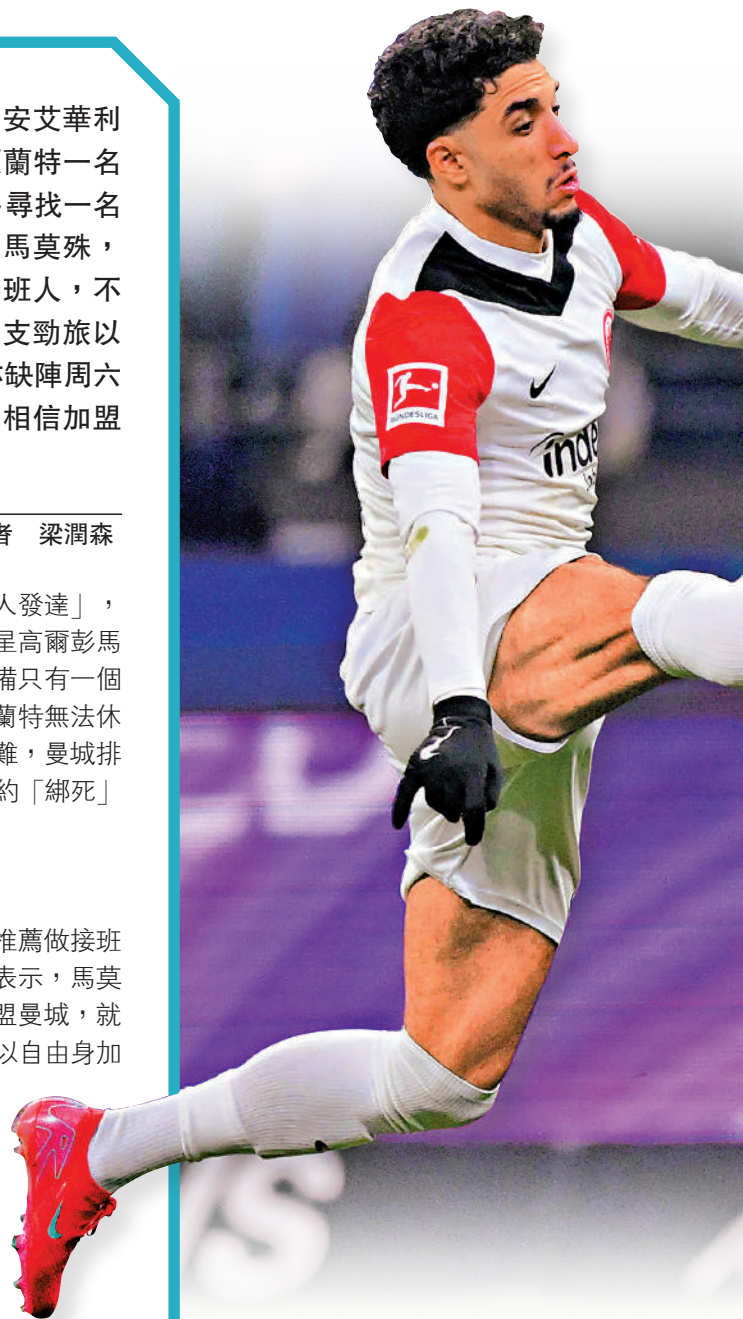 安艾華利
蘭特一名
尋找一名
馬莫殊，
班人，不
支勁旅以
缺陣周六
相信加盟
者 梁潤森
人發達」，
星高爾彭馬
備只有一個
蘭特無法休
難，曼城排
約「綁死」
推薦做接班
表示，馬莫
盟曼城，就
以自由身加
BUNDESLIGA
inde